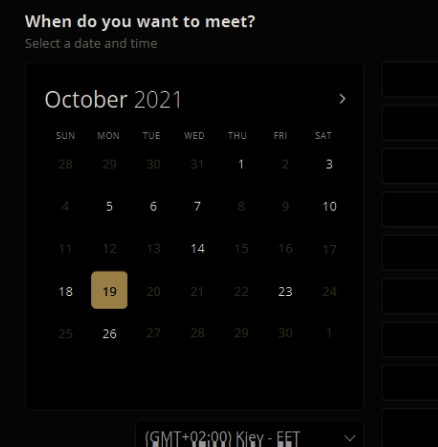 When do you want to meet?
Select a date and time
October 2021
SUN MON TUE WED THU FRI SAT
28 29 30 31 1 2 3
4 5 6 7 8 9 10
11 12 13 14 15 16 17
18 19 20 21 22 23 24
25 26 27 28 29 30 1
(GMT+02:00) Kiev - EET